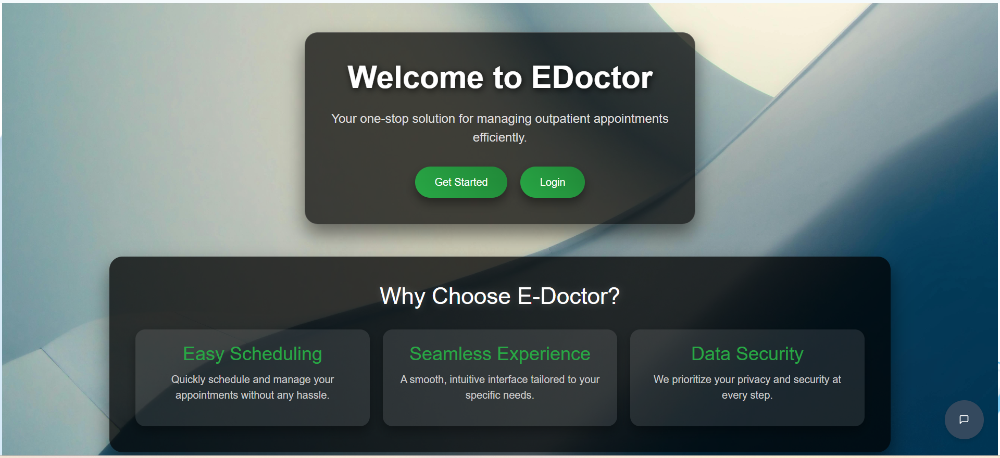 Welcome to EDoctor
Your one-stop solution for managing outpatient appointments
efficiently.
Get Started
Login
Why Choose E-Doctor?
Easy Scheduling
Quickly schedule and manage your
appointments without any hassle.
Seamless Experience
A smooth, intuitive interface tailored to your
specific needs.
Data Security
We prioritize your privacy and security at
every step.